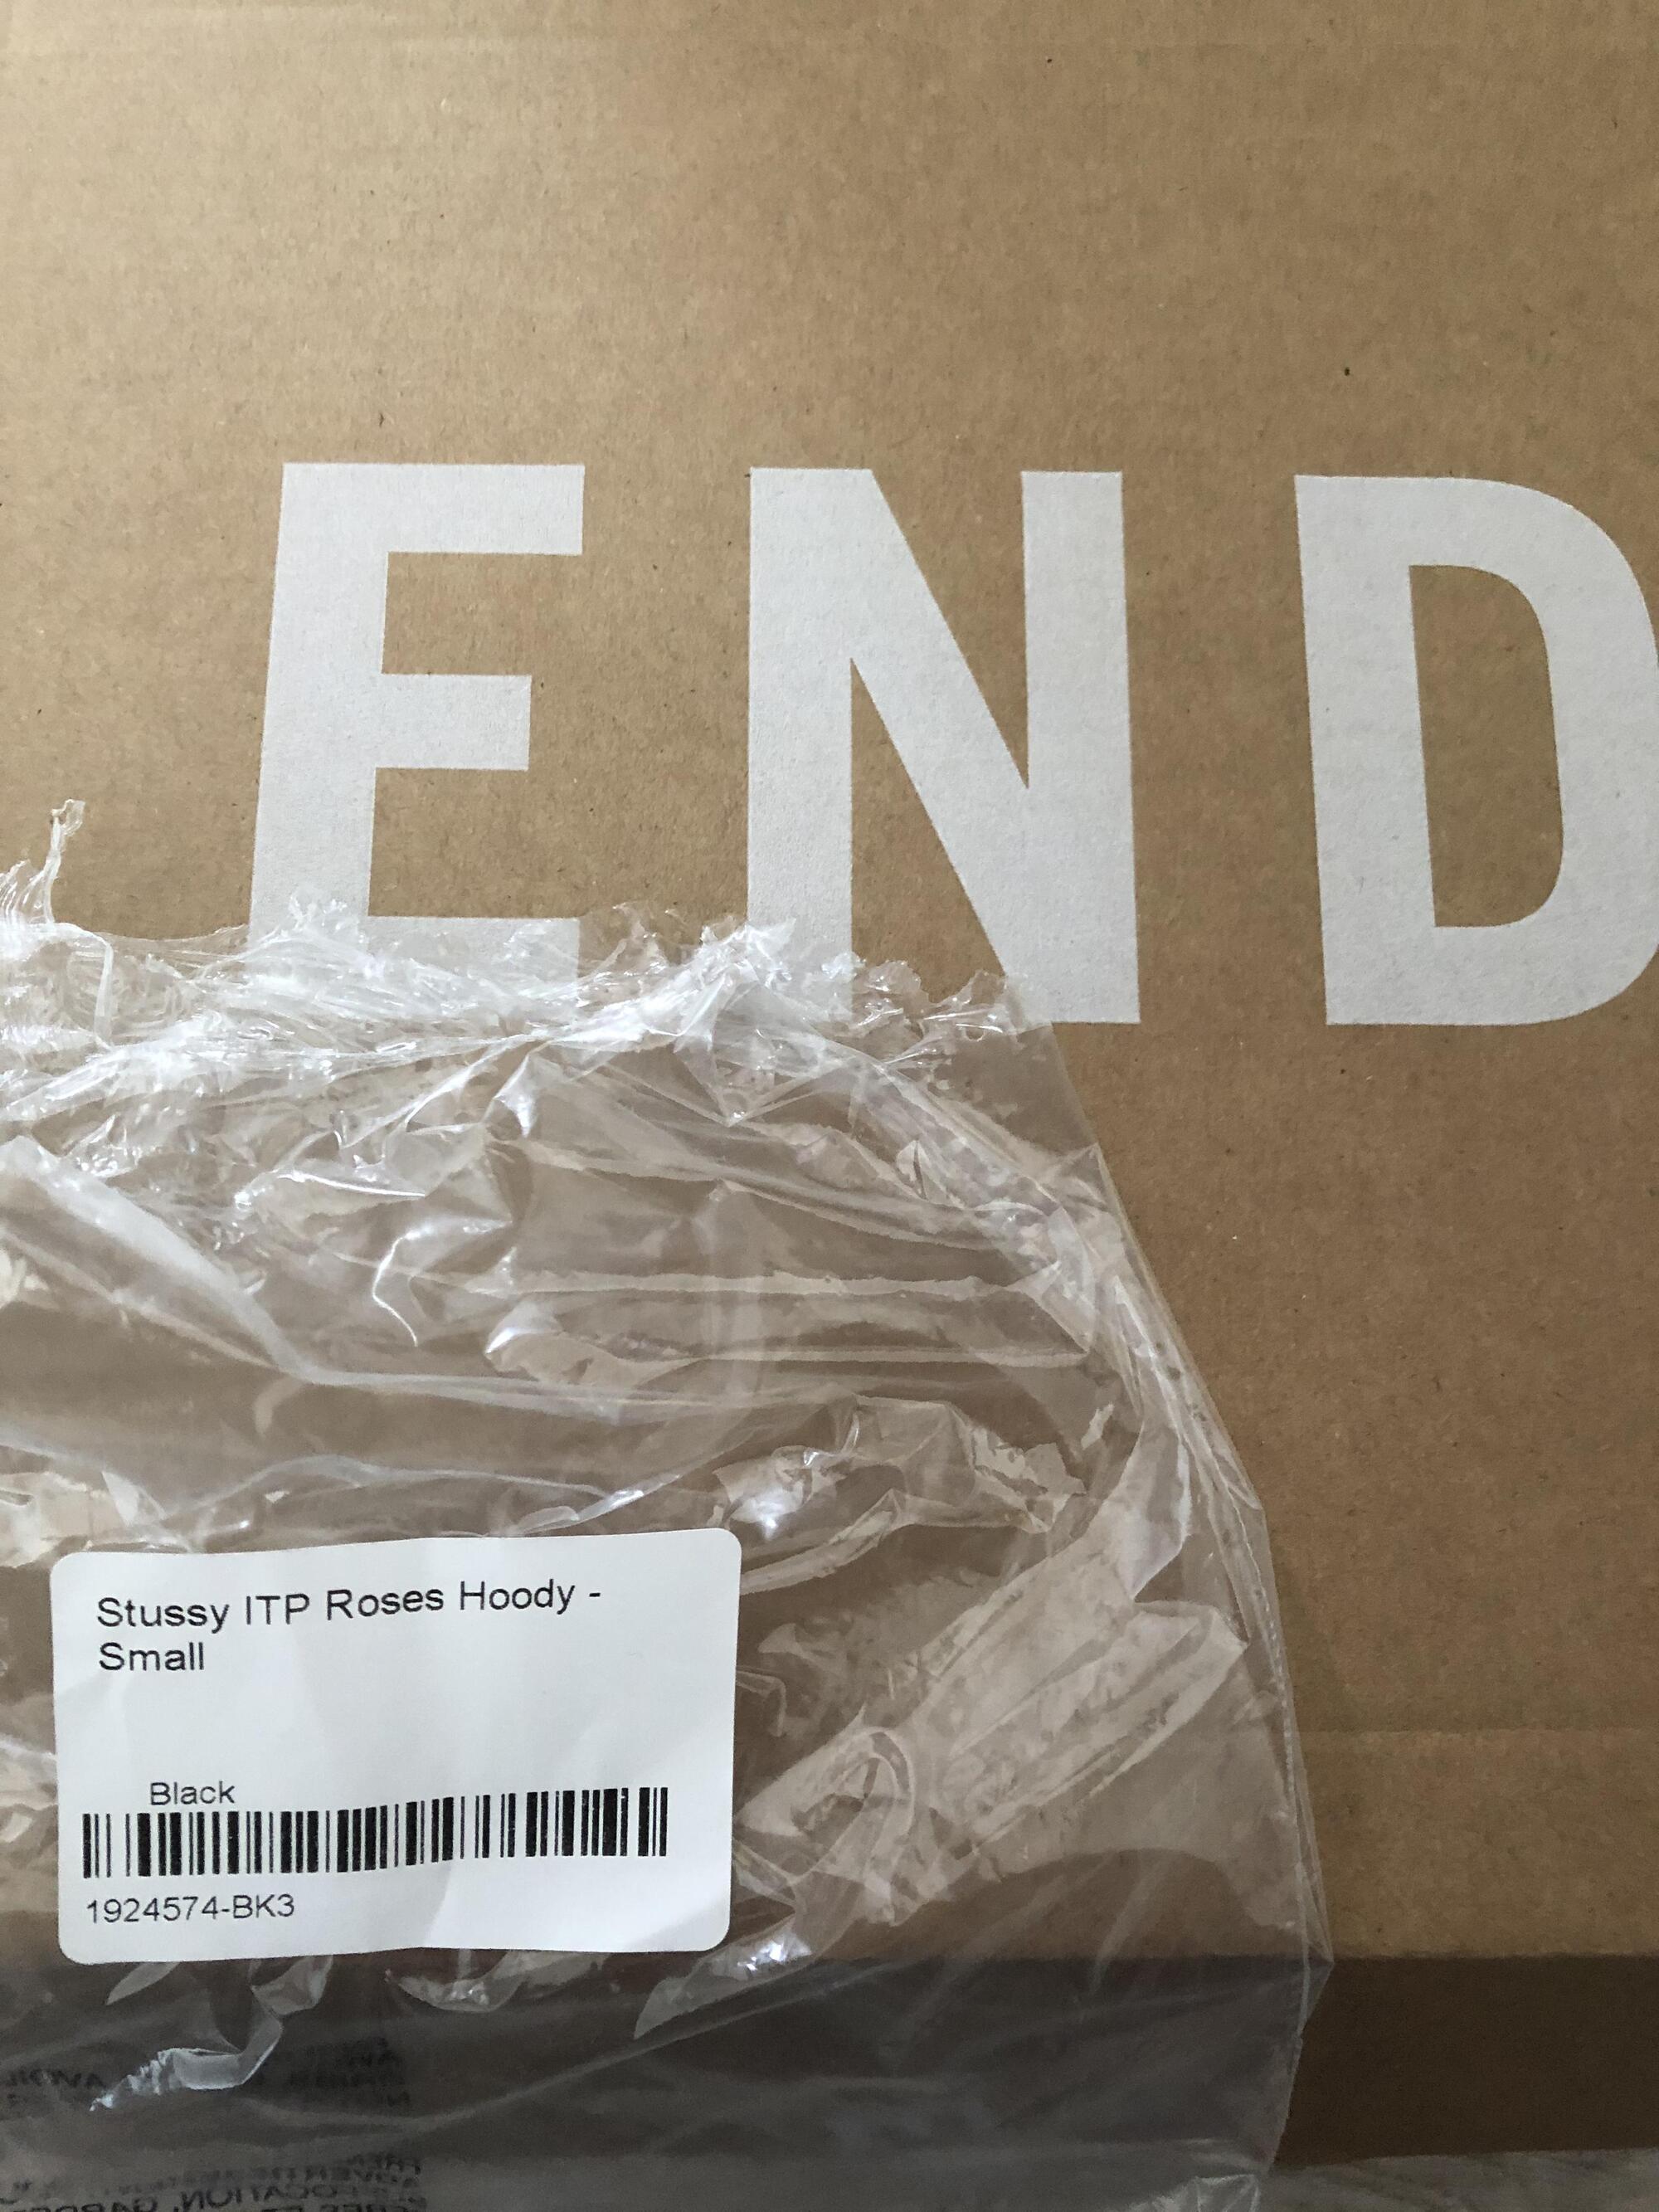 END
Stussy ITP Roses Hoody -
Small
Black
1924574-BK3